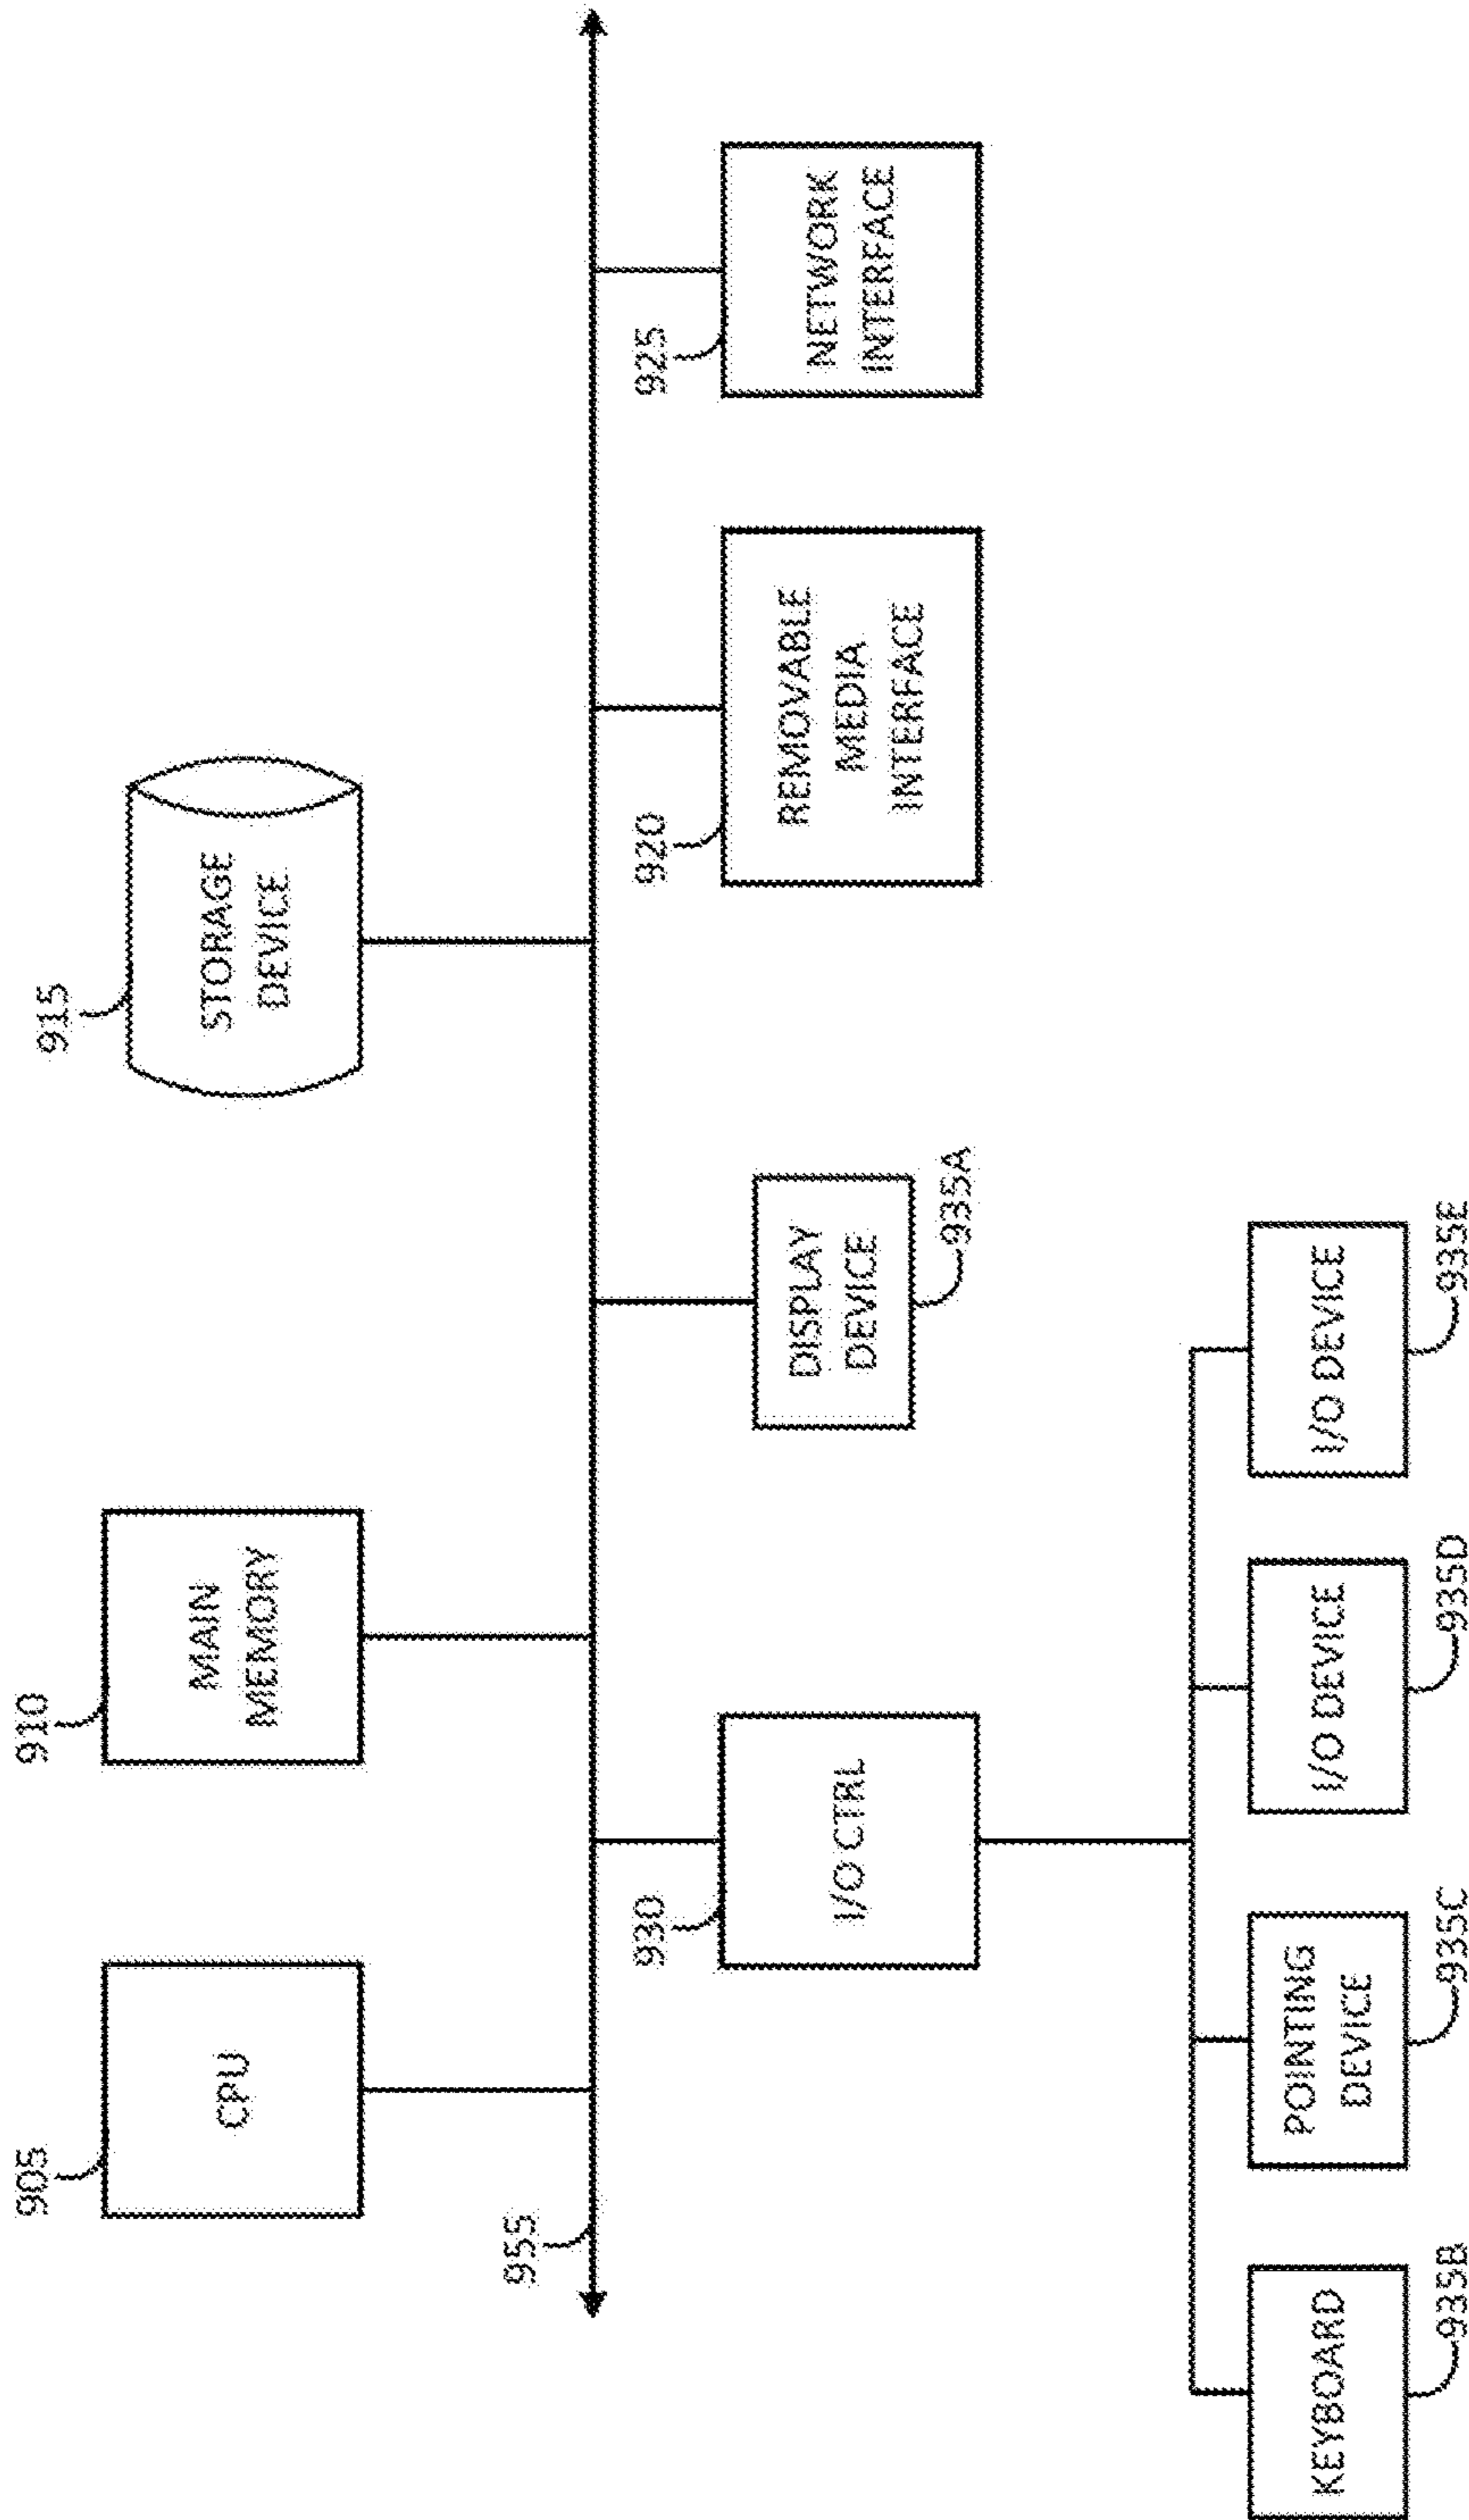 905
CPU
910
MAIN
MEMORY
915
STORAGE
DEVICE
955
930
I/O CTRL
DISPLAY
DEVICE
935A
920
REMOVABLE
MEDIA
INTERFACE
925
NETWORK
INTERFACE
KEYBOARD
935B
POINTING
DEVICE
935C
I/O DEVICE
935D
I/O DEVICE
935E